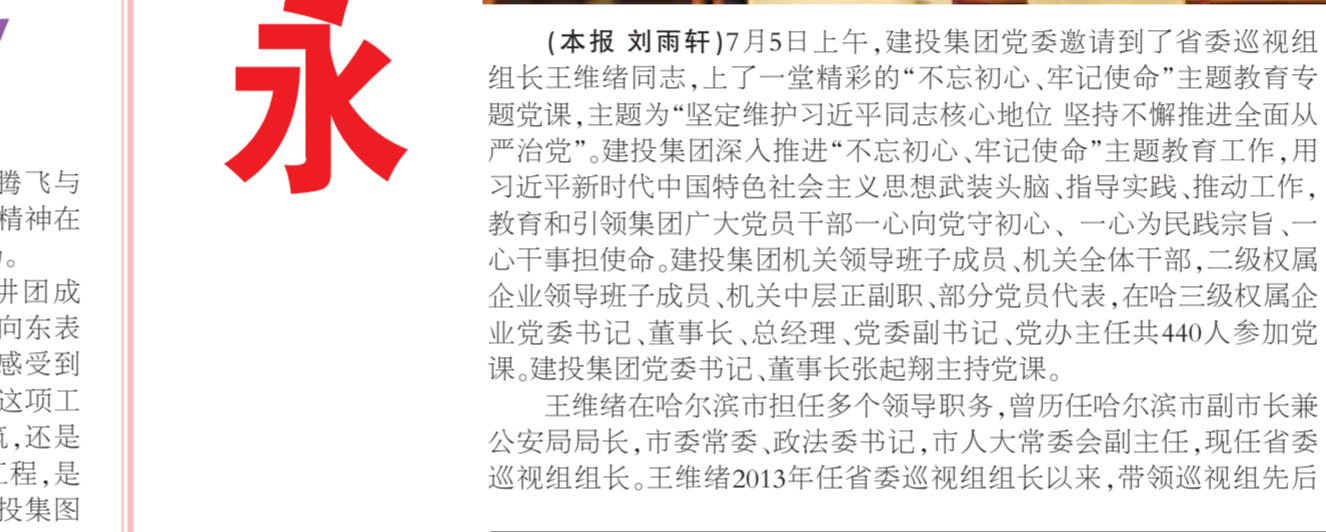 腾飞与
精神在
。
讲团成
向东表
感受到
这项工
，还是
工程，是
投集图
永
（本报 刘雨轩）7月5日上午，建投集团党委邀请到了省委巡视组
组长王维绪同志，上了一堂精彩的“不忘初心、牢记使命”主题教育专
题党课，主题为“坚定维护习近平同志核心地位 坚持不懈推进全面从
严治党”。建投集团深入推进“不忘初心、牢记使命”主题教育工作，用
习近平新时代中国特色社会主义思想武装头脑、指导实践、推动工作，
教育和引领集团广大党员干部一心向党守初心、一心为民践宗旨、一
心干事担使命。建投集团机关领导班子成员、机关全体干部，二级权属
企业领导班子成员、机关中层正副职、部分党员代表，在哈三级权属企
业党委书记、董事长、总经理、党委副书记、党办主任共440人参加党
课。建投集团党委书记、董事长张起翔主持党课。
王维绪在哈尔滨市担任多个领导职务，曾历任哈尔滨市副市长兼
公安局局长，市委常委、政法委书记，市人大常委会副主任，现任省委
巡视组组长。王维绪2013年任省委巡视组组长以来，带领巡视组先后